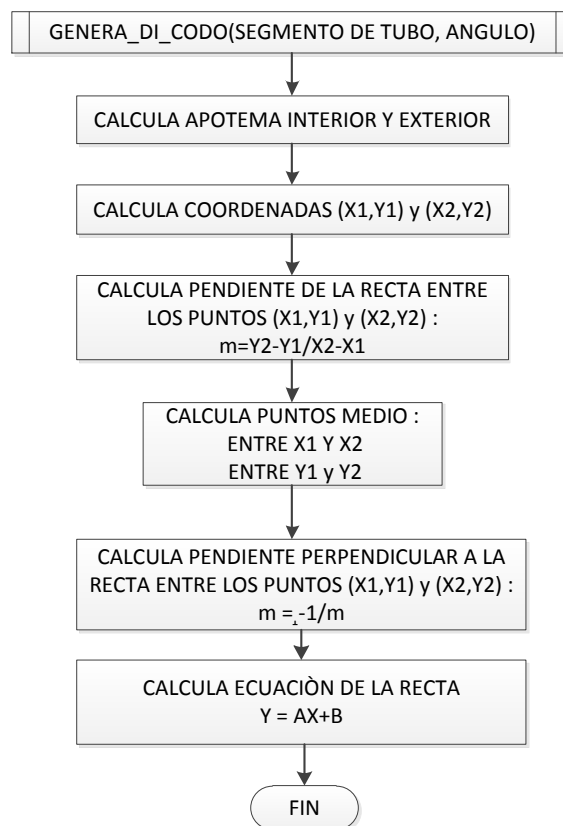 GENERA_DI_CODO(SEGMENTO DE TUBO, ANGULO)
CALCULA APOTEMA INTERIOR Y EXTERIOR
CALCULA COORDENADAS (X1,Y1) y (X2,Y2)
CALCULA PENDIENTE DE LA RECTA ENTRE
LOS PUNTOS (X1,Y1) y (X2,Y2) :
m=Y2-Y1/X2-X1
CALCULA PUNTOS MEDIO :
ENTRE X1 Y X2
ENTRE Y1 y Y2
CALCULA PENDIENTE PERPENDICULAR A LA
RECTA ENTRE LOS PUNTOS (X1,Y1) y (X2,Y2) :
m = -1/m
CALCULA ECUACIÒN DE LA RECTA
Y = AX+B
FIN